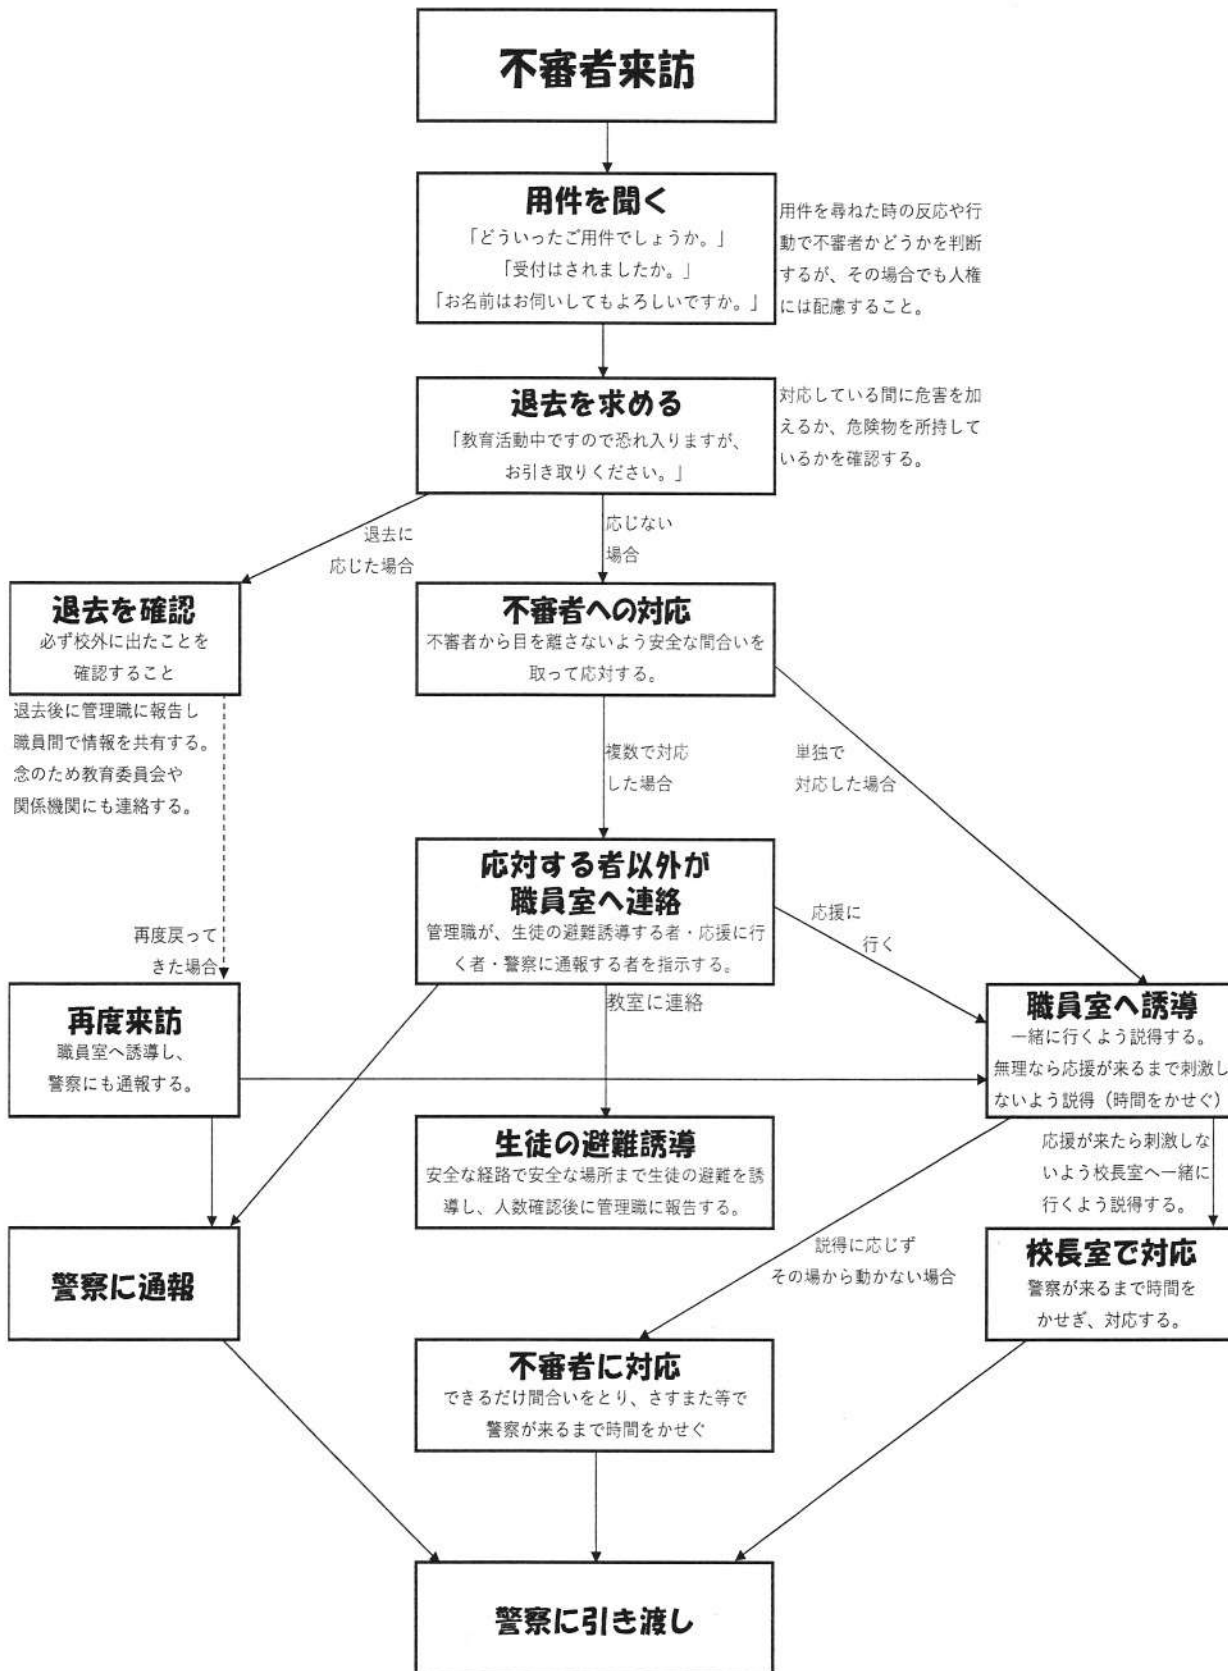 不審者来訪
用件を聞く
「どういったご用件でしょうか。」
「受付はされましたか。」
「お名前はお伺いしてもよろしいですか。」
用件を尋ねた時の反応や行
動で不審者かどうかを判断
するが、その場合でも人権
には配慮すること。
退去を求める
「教育活動中ですので恐れ入りますが、
お引き取りください。」
対応している間に危害を加
えるか、危険物を所持して
いるかを確認する。
退去に
応じた場合
応じない
場合
退去を確認
必ず校外に出たことを
確認すること
退去後に管理職に報告し
職員間で情報を共有する。
念のため教育委員会や
関係機関にも連絡する。
不審者への対応
不審者から目を離さないよう安全な間合いを
取って応対する。
複数で対応
した場合
単独で
対応した場合
応対する者以外が
職員室へ連絡
管理職が、生徒の避難誘導する者・応援に行
く者・警察に通報する者を指示する。
応援に
行く
再度戻って
きた場合
教室に連絡
再度来訪
職員室へ誘導し、
警察にも通報する。
職員室へ誘導
一緒に行くよう説得する。
無理なら応援が来るまで刺激し
ないよう説得（時間をかせぐ）
生徒の避難誘導
安全な経路で安全な場所まで生徒の避難を誘
導し、人数確認後に管理職に報告する。
応援が来たら刺激しな
いよう校長室へ一緒に
行くよう説得する。
説得に応じず
その場から動かない場合
警察に通報
校長室で対応
警察が来るまで時間を
かせぎ、対応する。
不審者に対応
できるだけ間合いをとり、さすまた等で
警察が来るまで時間をかせぐ
警察に引き渡し